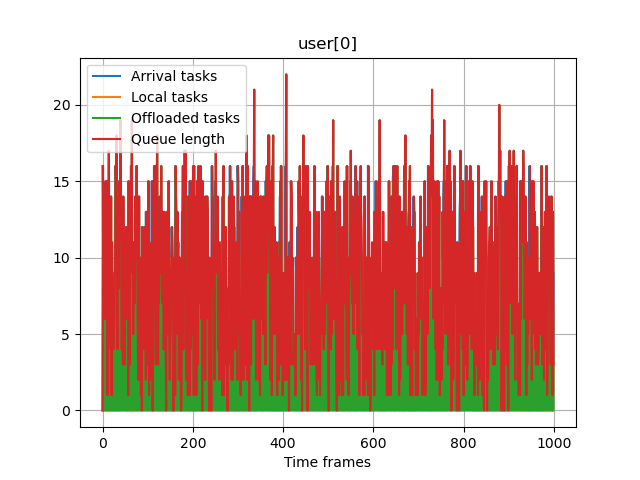 user[0]
Arrival tasks
Local tasks
Offloaded tasks
Queue length
20
15
10
5
0
0 200 400 600 800 1000
Time frames